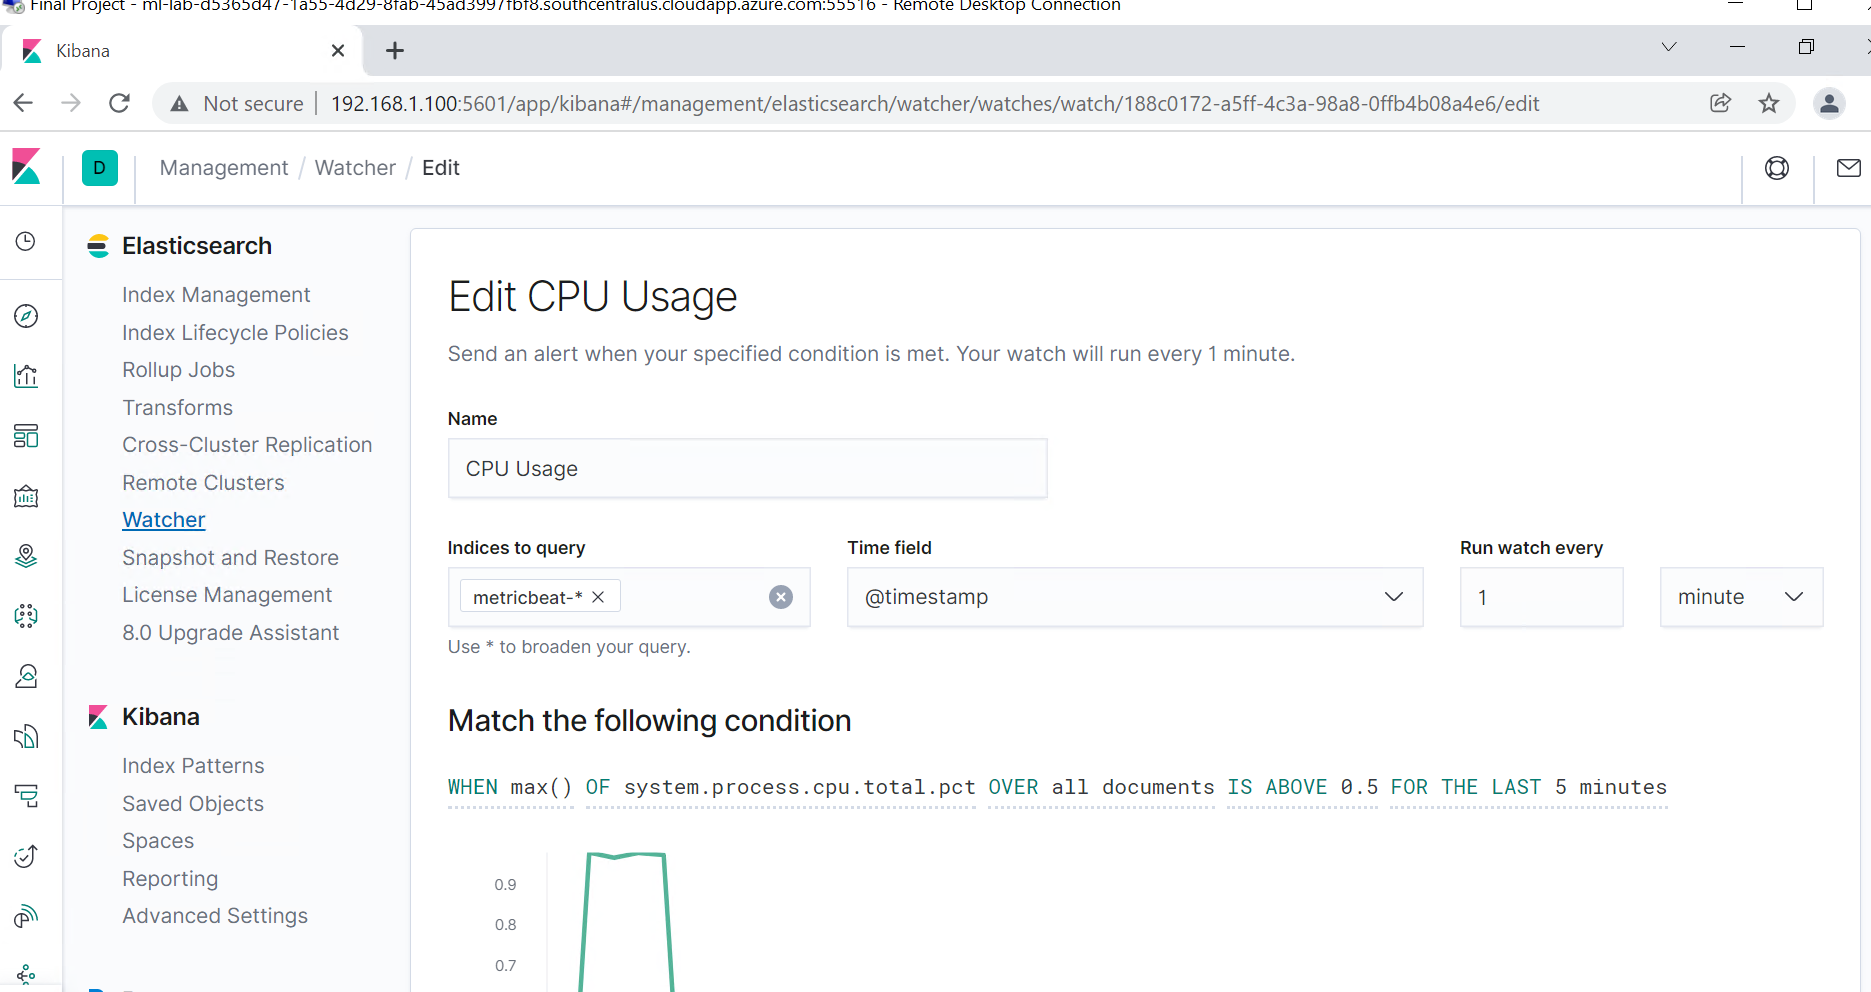 Final Project - ml-lab-d5365d47-1a55-4d29-8fab-45ad3997fbf8.southcentralus.cloudapp.azure.com:55516 - Remote Desktop Connection
Kibana
Not secure
192.168.1.100:5601/app/kibana#/management/elasticsearch/watcher/watches/watch/188c0172-a5ff-4c3a-98a8-0ffb4b08a4e6/edit
D
Management / Watcher / Edit
Elasticsearch
Index Management
Index Lifecycle Policies
Rollup Jobs
Transforms
Cross-Cluster Replication
Remote Clusters
Watcher
Snapshot and Restore
License Management
8.0 Upgrade Assistant
Kibana
Index Patterns
Saved Objects
Spaces
Reporting
Advanced Settings
Edit CPU Usage
Send an alert when your specified condition is met. Your watch will run every 1 minute.
Name
CPU Usage
Indices to query
metricbeat-*
Use * to broaden your query.
Time field
@timestamp
Run watch every
1
minute
Match the following condition
WHEN max() OF system.process.cpu.total.pct OVER all documents IS ABOVE 0.5 FOR THE LAST 5 minutes
0.9
0.8
0.7